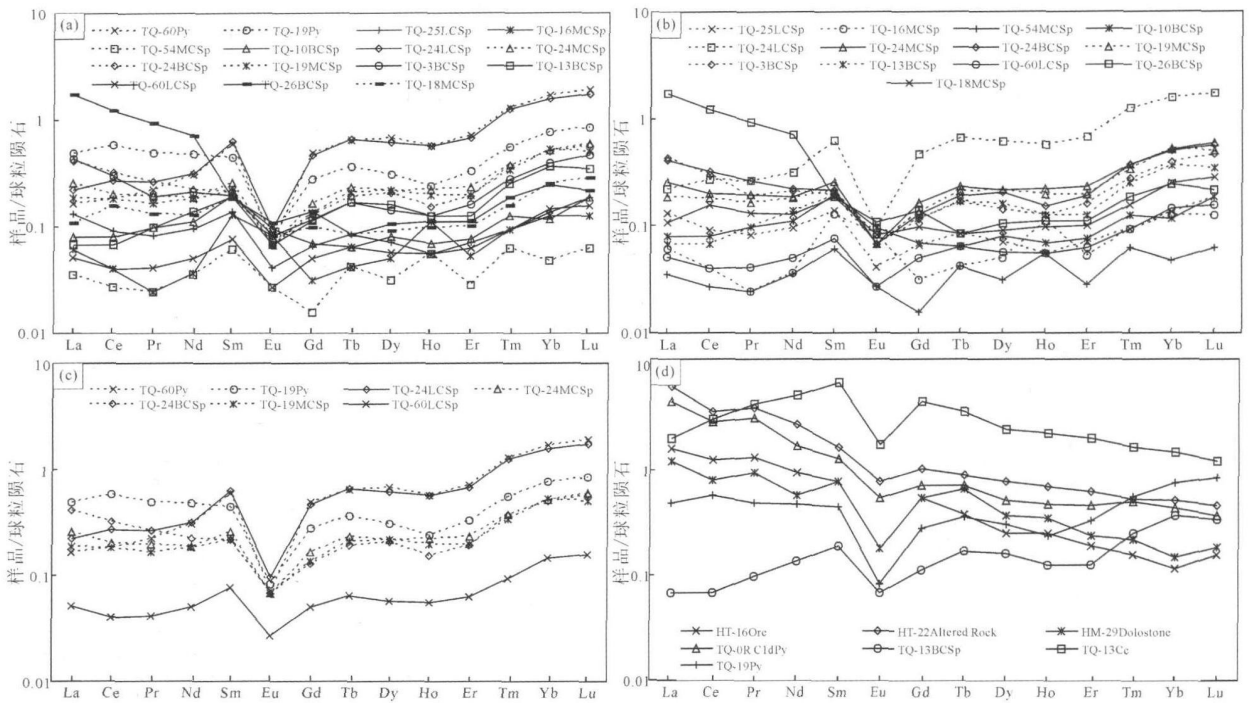 (a)
TQ-60Py TQ-19Py TQ-25LCSp TQ-16MCSp
TQ-54MCSp TQ-10BCSp TQ-24LCSp TQ-24MCSp
TQ-24BCSp TQ-19MCSp TQ-3BCSp TQ-13BCSp
TQ-60LCSp TQ-26BCSp TQ-18MCSp
10
1
0.1
0.01
样品/球粒陨石
La Ce Pr Nd Sm Eu Gd Tb Dy Ho Er Tm Yb Lu
(b)
TQ-25LCSp TQ-16MCSp TQ-54MCSp TQ-10BCSp
TQ-24LCSp TQ-24MCSp TQ-24BCSp TQ-19MCSp
TQ-3BCSp TQ-13BCSp TQ-60LCSp TQ-26BCSp
TQ-18MCSp
10
1
0.1
0.01
样品/球粒陨石
La Ce Pr Nd Sm Eu Gd Tb Dy Ho Er Tm Yb Lu
(c)
TQ-60Py TQ-19Py TQ-24LCSp TQ-24MCSp
TQ-24BCSp TQ-19MCSp TQ-60LCSp
10
1
0.1
0.01
样品/球粒陨石
La Ce Pr Nd Sm Eu Gd Tb Dy Ho Er Tm Yb Lu
(d)
10
1
0.1
0.01
样品/球粒陨石
HT-16Ore HT-22Altered Rock HM-29Dolostone
TQ-0R C1dPy TQ-13BCSp TQ-13Cc
TQ-19Py
La Ce Pr Nd Sm Eu Gd Tb Dy Ho Er Tm Yb Lu